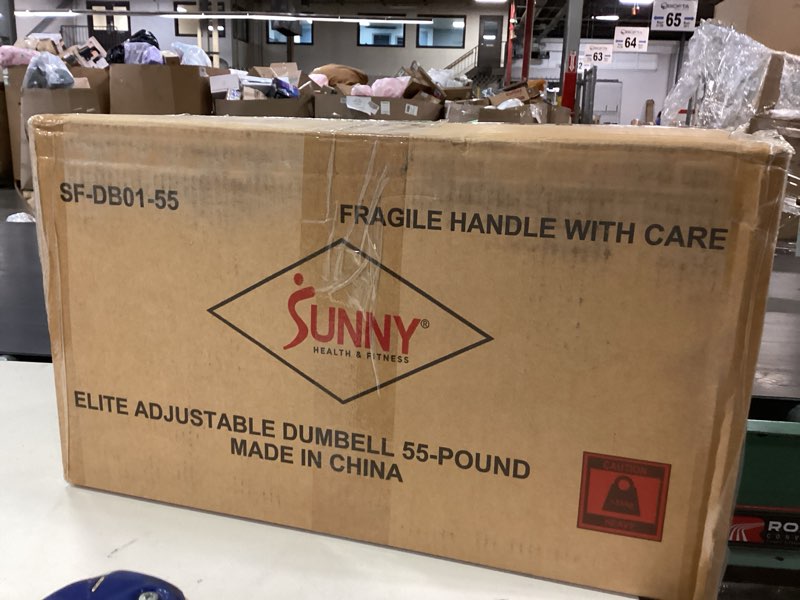 65
64
63
SF-DB01-55
FRAGILE HANDLE WITH CARE
SUNNY®
HEALTH & FITNESS
ELITE ADJUSTABLE DUMBELL 55-POUND
MADE IN CHINA
CAUTION
HEAVY